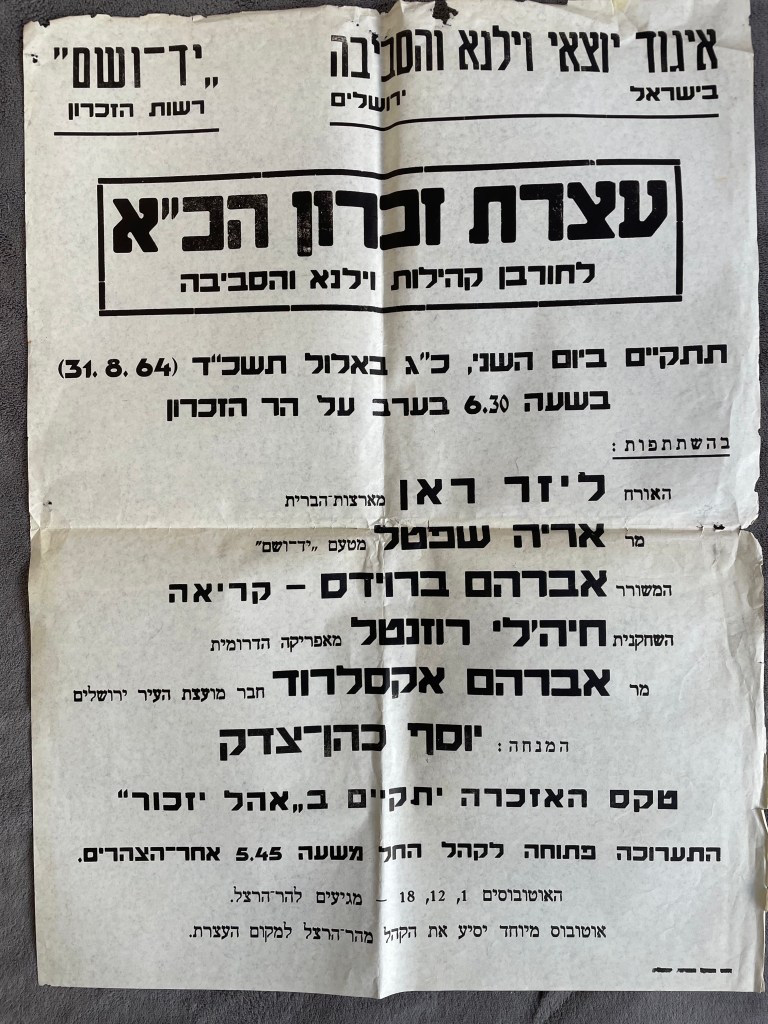 איגוד יוצאי וילנא והסביבה
בישראל ירושלים
„יד־ושם"
רשות הזכרון
עצרת זכרון הכ"א
לחורבן קהילות וילנא והסביבה
תתקיים ביום השני, כ"ג באלול תשכ"ד (31.8.64)
בשעה 6.30 בערב על הר הזכרון
בהשתתפות:
האורח ליזר ראן מארצות־הברית
מר אריה שפטל מטעם „יד־ושם"
המשורר אברהם ברוידס – קריאה
השחקנית חיה'לי רוזנטל מאפריקה הדרומית
מר אברהם אקסלרוד חבר מועצת העיר ירושלים
המנחה: יוסף כהן־צדק
טקס האזכרה יתקיים ב„אהל יזכור"
התערוכה פתוחה לקהל החל משעה 5.45 אחר־הצהרים.
האוטובוסים 1, 12, 18 – מגיעים להר־הרצל.
אוטובוס מיוחד יסיע את הקהל מהר־הרצל למקום העצרת.